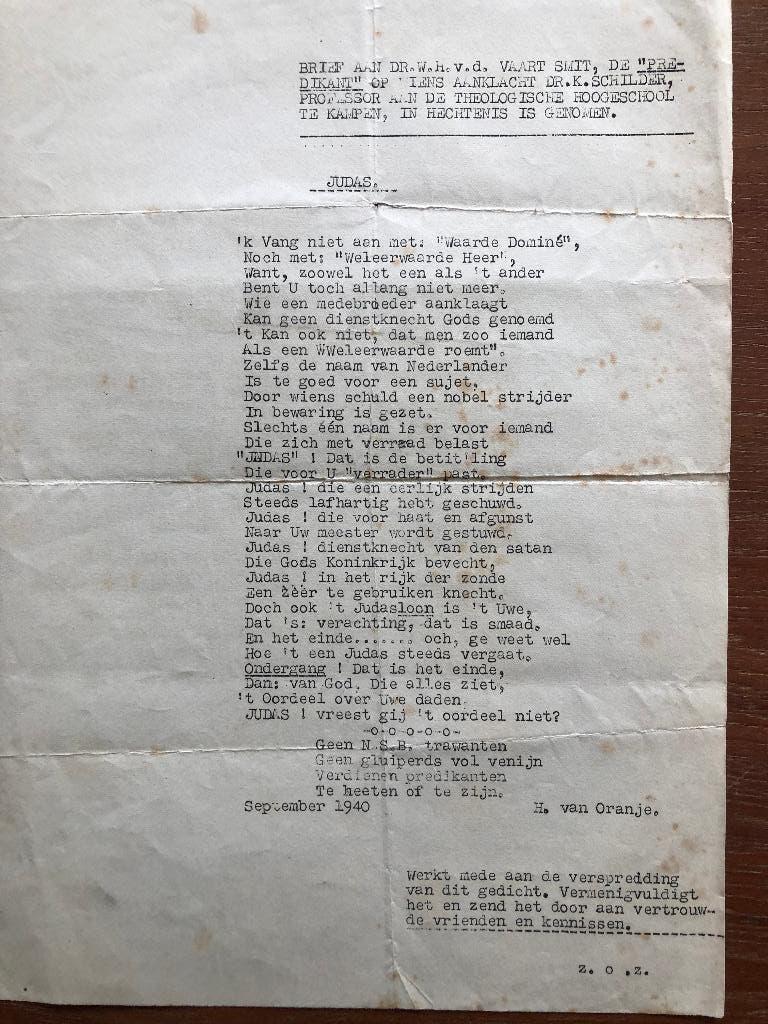 BRIEF AAN DR.W.h.v.d. VAART SMIT, DE "PRE-
DIKANT" OP WIENS AANKLACHT DR.K.SCHILDER,
PROFESSOR AAN DE THEOLOGISCHE HOOGESCHOOL
TE KAMPEN, IN HECHTENIS IS GENOMEN.
JUDAS.
'k Vang niet aan met: "Waarde Dominé",
Noch met: "Weleerwaarde Heer",
Want, zoowel het een als 't ander
Bent U toch allang niet meer.
Wie een medebroeder aanklaagt
Kan geen dienstknecht Gods genoemd
't Kan ook niet, dat men zoo iemand
Als een WWeleerwaarde roemt".
Zelfs de naam van Nederlander
Is te goed voor een sujet,
Door wiens schuld een nobel strijder
In bewaring is gezet.
Slechts één naam is er voor iemand
Die zich met verraad belast
"JUDAS" ! Dat is de betit'ling
Die voor U "verrader" past.
Judas ! die een eerlijk strijden
Steeds lafhartig hebt geschuwd.
Judas ! die voor haat en afgunst
Naar Uw meester wordt gestuwd.
Judas ! dienstknecht van den satan
Die Gods Koninkrijk bevecht,
Judas ! in het rijk der zonde
Een zéér te gebruiken knecht.
Doch ook 't Judasloon is 't Uwe,
Dat 's: verachting, dat is smaad.
En het einde....... och, ge weet wel
Hoe 't een Judas steeds vergaat.
Ondergang ! Dat is het einde,
Dan: van God, Die alles ziet,
't Oordeel over Uwe daden.
JUDAS ! vreest gij 't oordeel niet?
-o-o-o-o-o-
Geen N.S.B. trawanten
Geen gluiperds vol venijn
Verdienen predikanten
Te heeten of te zijn.
September 1940 H. van Oranje.
Werkt mede aan de verspredding
van dit gedicht. Vermenigvuldigt
het en zend het door aan vertrouw-
de vrienden en kennissen.
z. o .z.